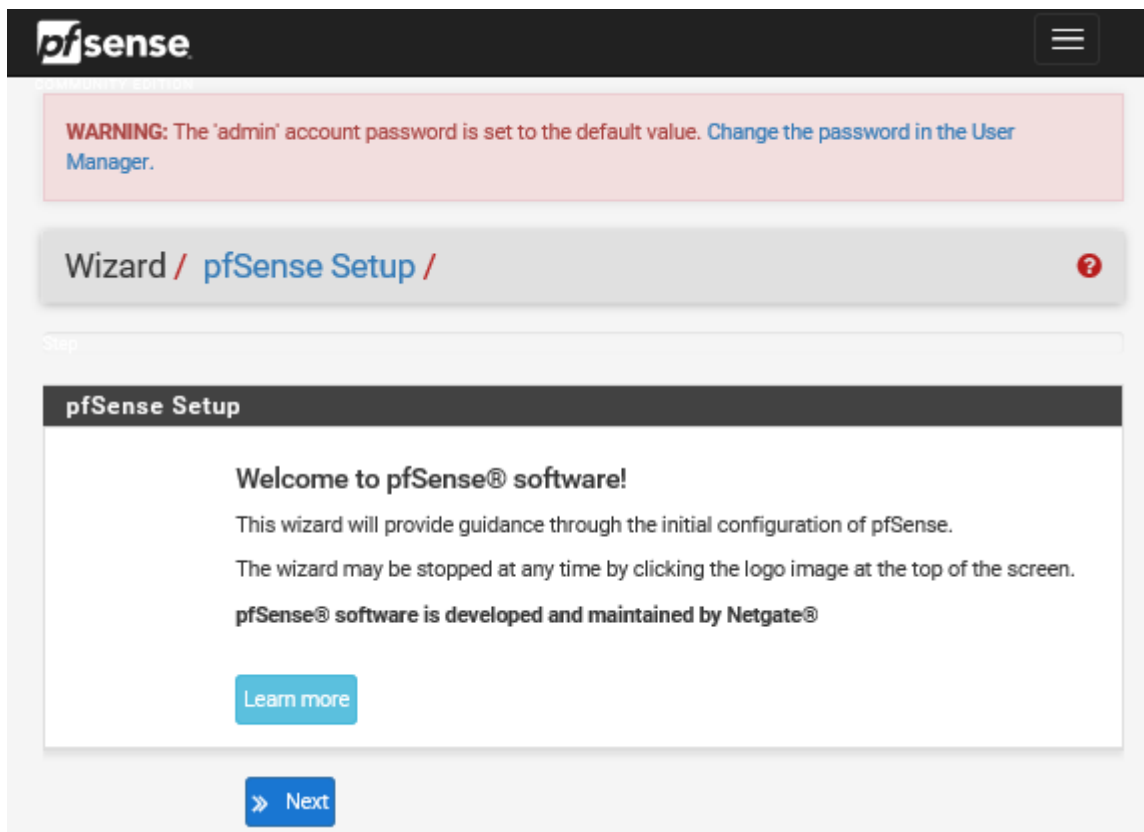 pfsense
COMMUNITY EDITION
WARNING: The 'admin' account password is set to the default value. Change the password in the User
Manager.
Wizard / pfSense Setup /
Step
pfSense Setup
Welcome to pfSense® software!
This wizard will provide guidance through the initial configuration of pfSense.
The wizard may be stopped at any time by clicking the logo image at the top of the screen.
pfSense® software is developed and maintained by Netgate®
Learn more
Next